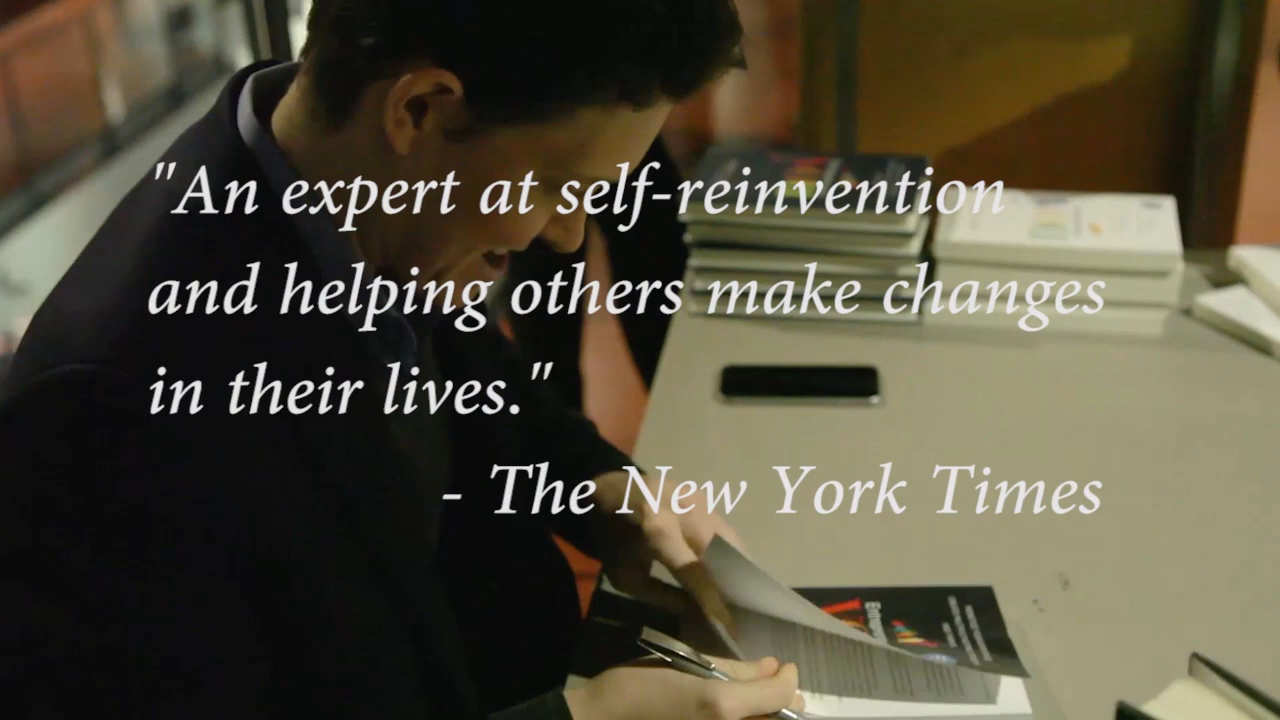 "An expert at self-reinvention
and helping others make changes
in their lives."
- The New York Times